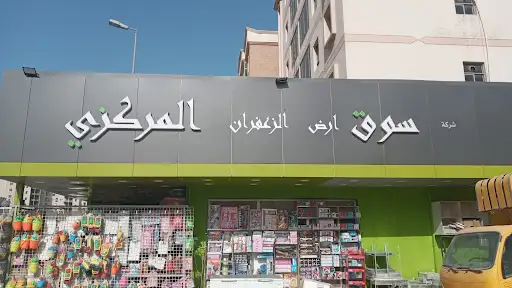 شركة سوق ارض الزعفران المركزي